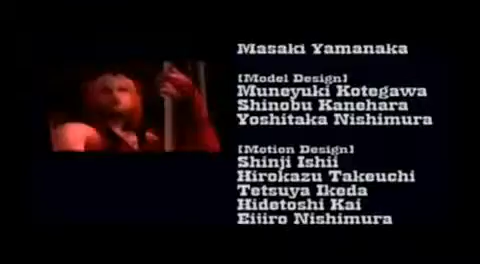 Masaki Yamanaka
[Model Design]
Muneyuki Kotegawa
Shinobu Kanehara
Yoshitaka Nishimura
[Motion Design]
Shinji Ishii
Hirokazu Takeuchi
Tetsuya Ikeda
Hidetoshi Kai
Eijiro Nishimura